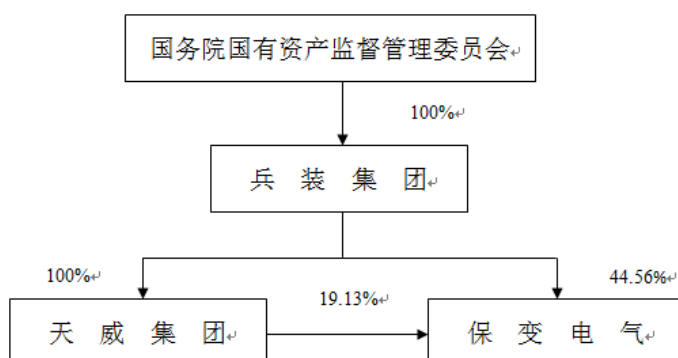 国务院国有资产监督管理委员会
100%
兵装集团
100%
44.56%
19.13%
天威集团
保变电气